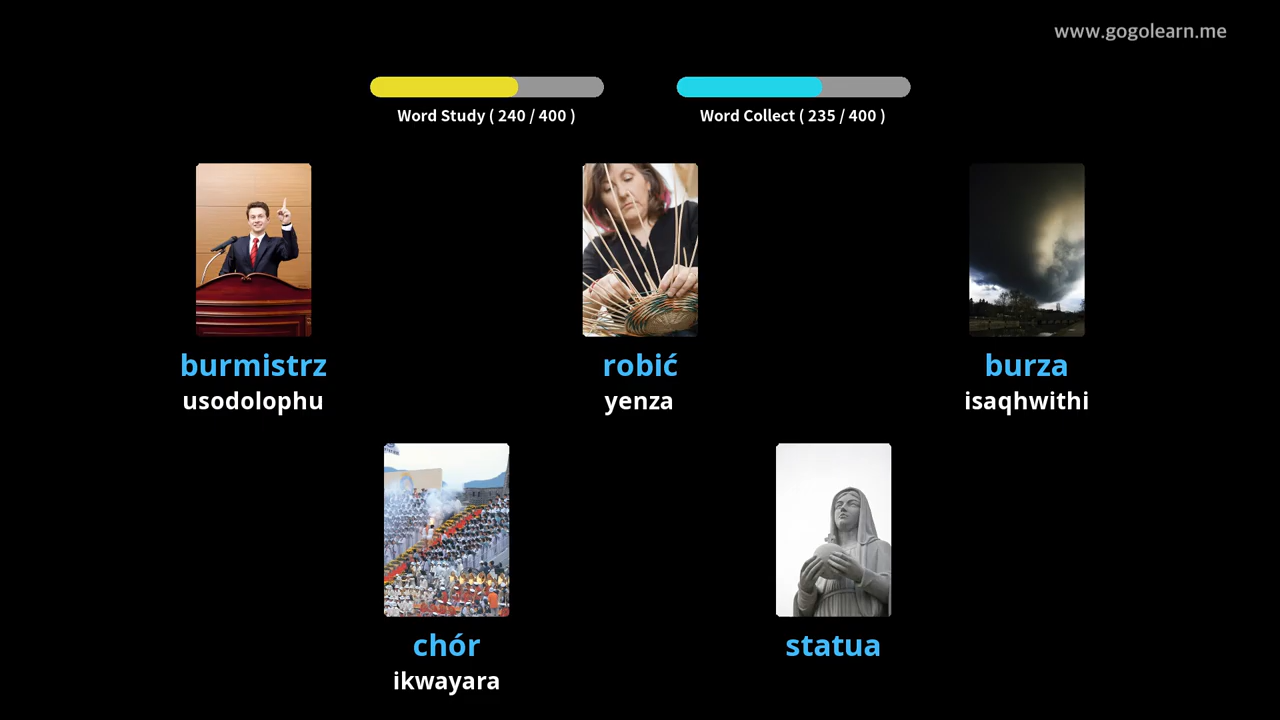 www.gogolearn.me
Word Study ( 240 / 400 )
Word Collect ( 235 / 400 )
burmistrz
usodolophu
robić
yenza
burza
isaqhwithi
chór
ikwayara
statua